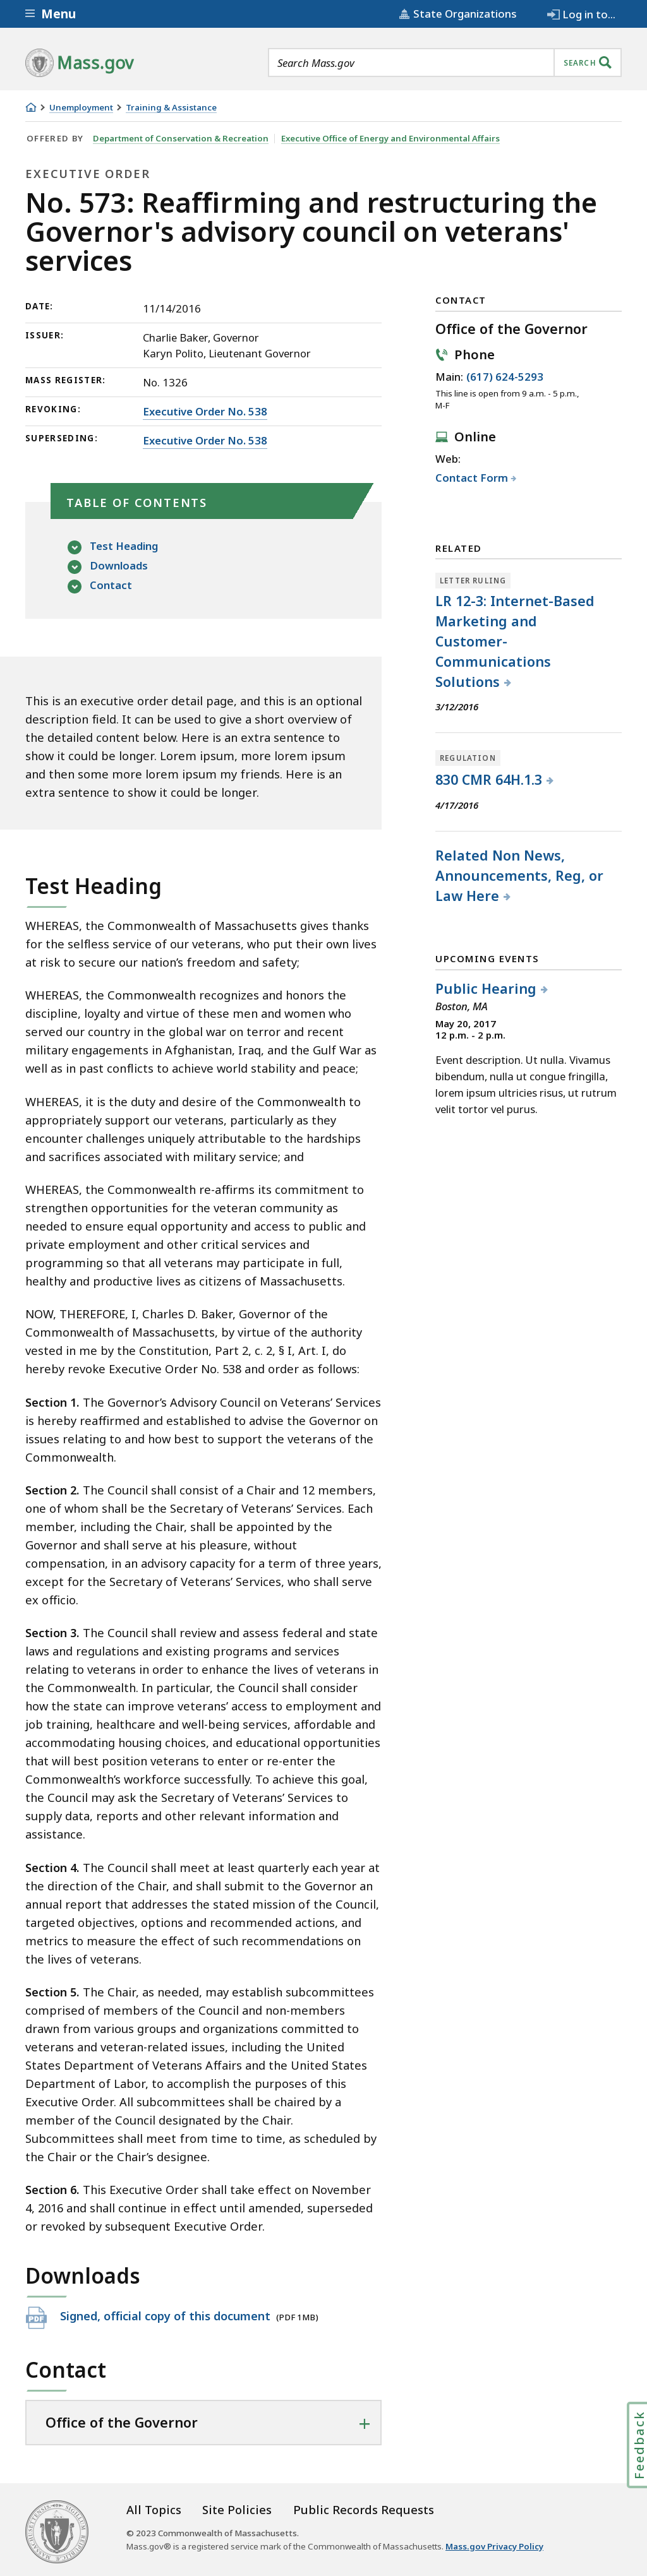 Menu
State Organizations
Log in to...
Mass.gov
Search Mass.gov
SEARCH
Unemployment
Training & Assistance
OFFERED BY
Department of Conservation & Recreation
Executive Office of Energy and Environmental Affairs
EXECUTIVE ORDER
No. 573: Reaffirming and restructuring the
Governor's advisory council on veterans'
services
DATE:
11/14/2016
ISSUER:
Charlie Baker, Governor
Karyn Polito, Lieutenant Governor
MASS REGISTER:
No. 1326
REVOKING:
Executive Order No. 538
SUPERSEDING:
Executive Order No. 538
TABLE OF CONTENTS
Test Heading
Downloads
Contact
This is an executive order detail page, and this is an optional
description field. It can be used to give a short overview of
the detailed content below. Here is an extra sentence to
show it could be longer. Lorem ipsum, more lorem ipsum
and then some more lorem ipsum my friends. Here is an
extra sentence to show it could be longer.
Test Heading
WHEREAS, the Commonwealth of Massachusetts gives thanks
for the selfless service of our veterans, who put their own lives
at risk to secure our nation’s freedom and safety;
WHEREAS, the Commonwealth recognizes and honors the
discipline, loyalty and virtue of these men and women who
served our country in the global war on terror and recent
military engagements in Afghanistan, Iraq, and the Gulf War as
well as in past conflicts to achieve world stability and peace;
WHEREAS, it is the duty and desire of the Commonwealth to
appropriately support our veterans, particularly as they
encounter challenges uniquely attributable to the hardships
and sacrifices associated with military service; and
WHEREAS, the Commonwealth re-affirms its commitment to
strengthen opportunities for the veteran community as
needed to ensure equal opportunity and access to public and
private employment and other critical services and
programming so that all veterans may participate in full,
healthy and productive lives as citizens of Massachusetts.
NOW, THEREFORE, I, Charles D. Baker, Governor of the
Commonwealth of Massachusetts, by virtue of the authority
vested in me by the Constitution, Part 2, c. 2, § I, Art. I, do
hereby revoke Executive Order No. 538 and order as follows:
Section 1. The Governor’s Advisory Council on Veterans’ Services
is hereby reaffirmed and established to advise the Governor on
issues relating to and how best to support the veterans of the
Commonwealth.
Section 2. The Council shall consist of a Chair and 12 members,
one of whom shall be the Secretary of Veterans’ Services. Each
member, including the Chair, shall be appointed by the
Governor and shall serve at his pleasure, without
compensation, in an advisory capacity for a term of three years,
except for the Secretary of Veterans’ Services, who shall serve
ex officio.
Section 3. The Council shall review and assess federal and state
laws and regulations and existing programs and services
relating to veterans in order to enhance the lives of veterans in
the Commonwealth. In particular, the Council shall consider
how the state can improve veterans’ access to employment and
job training, healthcare and well-being services, affordable and
accommodating housing choices, and educational opportunities
that will best position veterans to enter or re-enter the
Commonwealth’s workforce successfully. To achieve this goal,
the Council may ask the Secretary of Veterans’ Services to
supply data, reports and other relevant information and
assistance.
Section 4. The Council shall meet at least quarterly each year at
the direction of the Chair, and shall submit to the Governor an
annual report that addresses the stated mission of the Council,
targeted objectives, options and recommended actions, and
metrics to measure the effect of such recommendations on
the lives of veterans.
Section 5. The Chair, as needed, may establish subcommittees
comprised of members of the Council and non-members
drawn from various groups and organizations committed to
veterans and veteran-related issues, including the United
States Department of Veterans Affairs and the United States
Department of Labor, to accomplish the purposes of this
Executive Order. All subcommittees shall be chaired by a
member of the Council designated by the Chair.
Subcommittees shall meet from time to time, as scheduled by
the Chair or the Chair’s designee.
Section 6. This Executive Order shall take effect on November
4, 2016 and shall continue in effect until amended, superseded
or revoked by subsequent Executive Order.
Downloads
PDF
Signed, official copy of this document (PDF 1MB)
Contact
Office of the Governor
CONTACT
Office of the Governor
Phone
Main: (617) 624-5293
This line is open from 9 a.m. - 5 p.m.,
M-F
Online
Web:
Contact Form
RELATED
LETTER RULING
LR 12-3: Internet-Based
Marketing and
Customer-
Communications
Solutions
3/12/2016
REGULATION
830 CMR 64H.1.3
4/17/2016
Related Non News,
Announcements, Reg, or
Law Here
UPCOMING EVENTS
Public Hearing
Boston, MA
May 20, 2017
12 p.m. - 2 p.m.
Event description. Ut nulla. Vivamus
bibendum, nulla ut congue fringilla,
lorem ipsum ultricies risus, ut rutrum
velit tortor vel purus.
Feedback
All Topics
Site Policies
Public Records Requests
© 2023 Commonwealth of Massachusetts.
Mass.gov® is a registered service mark of the Commonwealth of Massachusetts. Mass.gov Privacy Policy